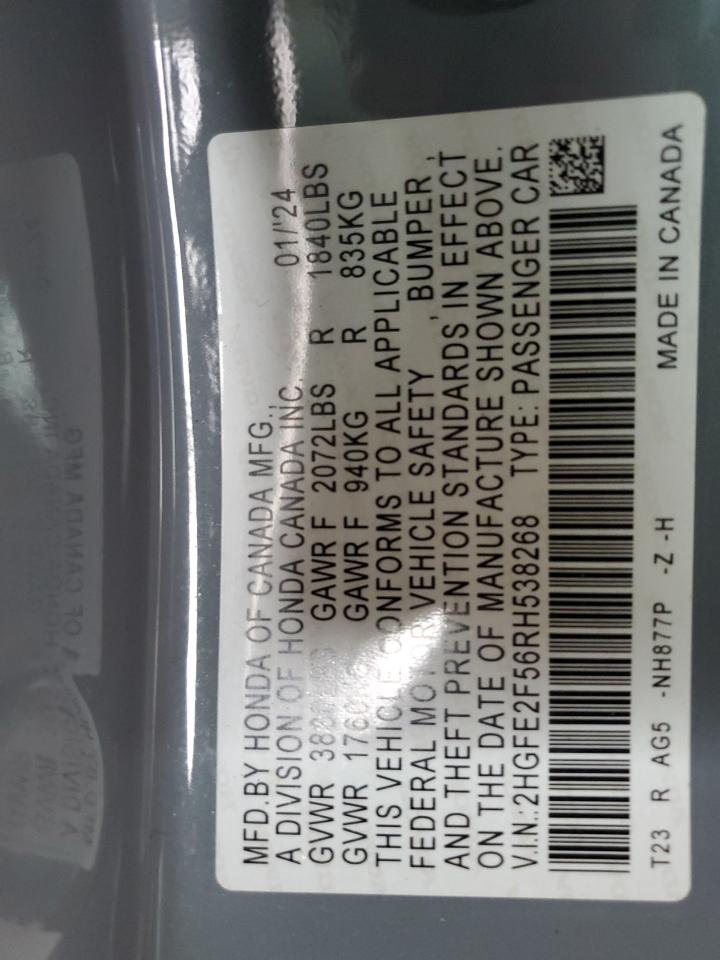 MFD.BY HONDA OF CANADA MFG., 01/'24
A DIVISION OF HONDA CANADA INC.
GVWR GAWR F 2072LBS R 1840LBS
GVWR GAWR F 940KG R 835KG
THIS VEHICLE CONFORMS TO ALL APPLICABLE
FEDERAL MOTOR VEHICLE SAFETY, BUMPER,
AND THEFT PREVENTION STANDARDS IN EFFECT
ON THE DATE OF MANUFACTURE SHOWN ABOVE.
V.I.N.:2HGFE2F56RH538268 TYPE: PASSENGER CAR
T23 R AG5 -NH877P -Z -H MADE IN CANADA